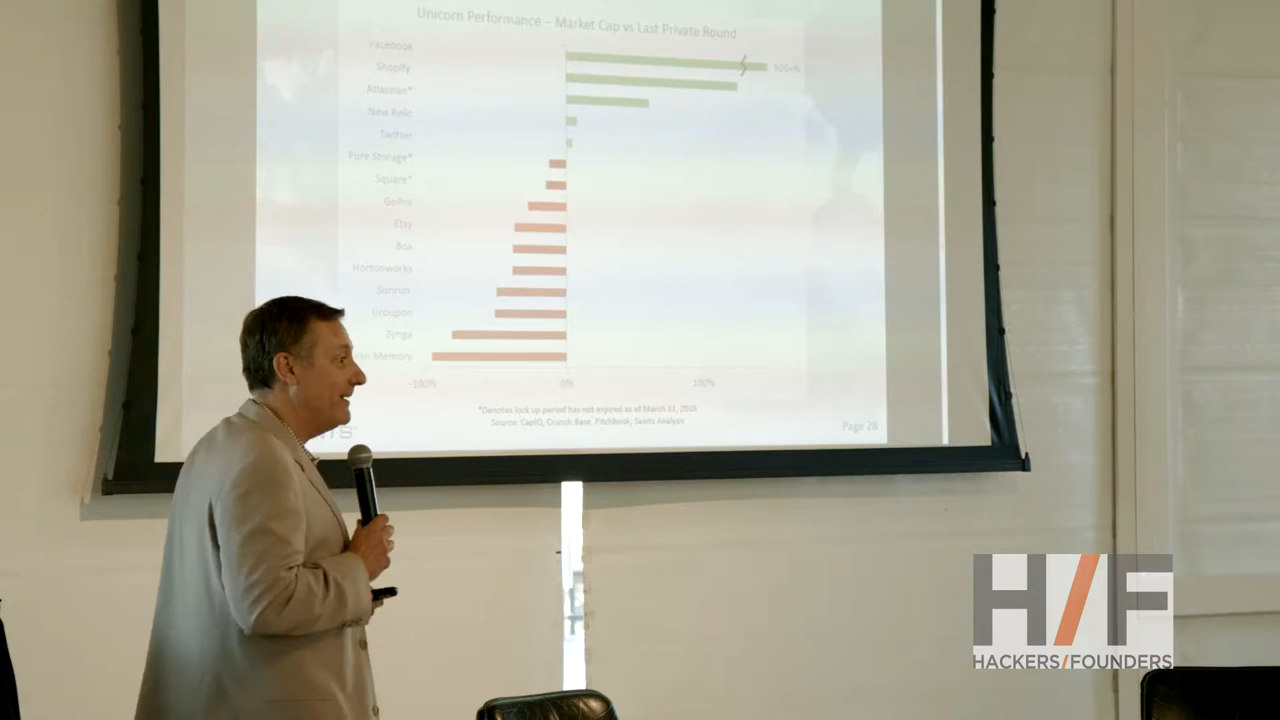 Unicorn Performance – Market Cap vs Last Private Round
Facebook
500+%
Shopify
Atlassian*
New Relic
Twitter
Pure Storage*
Square*
GoPro
Etsy
Box
Hortonworks
Sunrun
Groupon
Zynga
Memory
-100% 0% 100%
*Denotes lock up period has not expired as of March 31, 2016
Source: CapIQ, Crunch Base, Pitchbook, Saints Analysis
Page 28
H/F
HACKERS/FOUNDERS